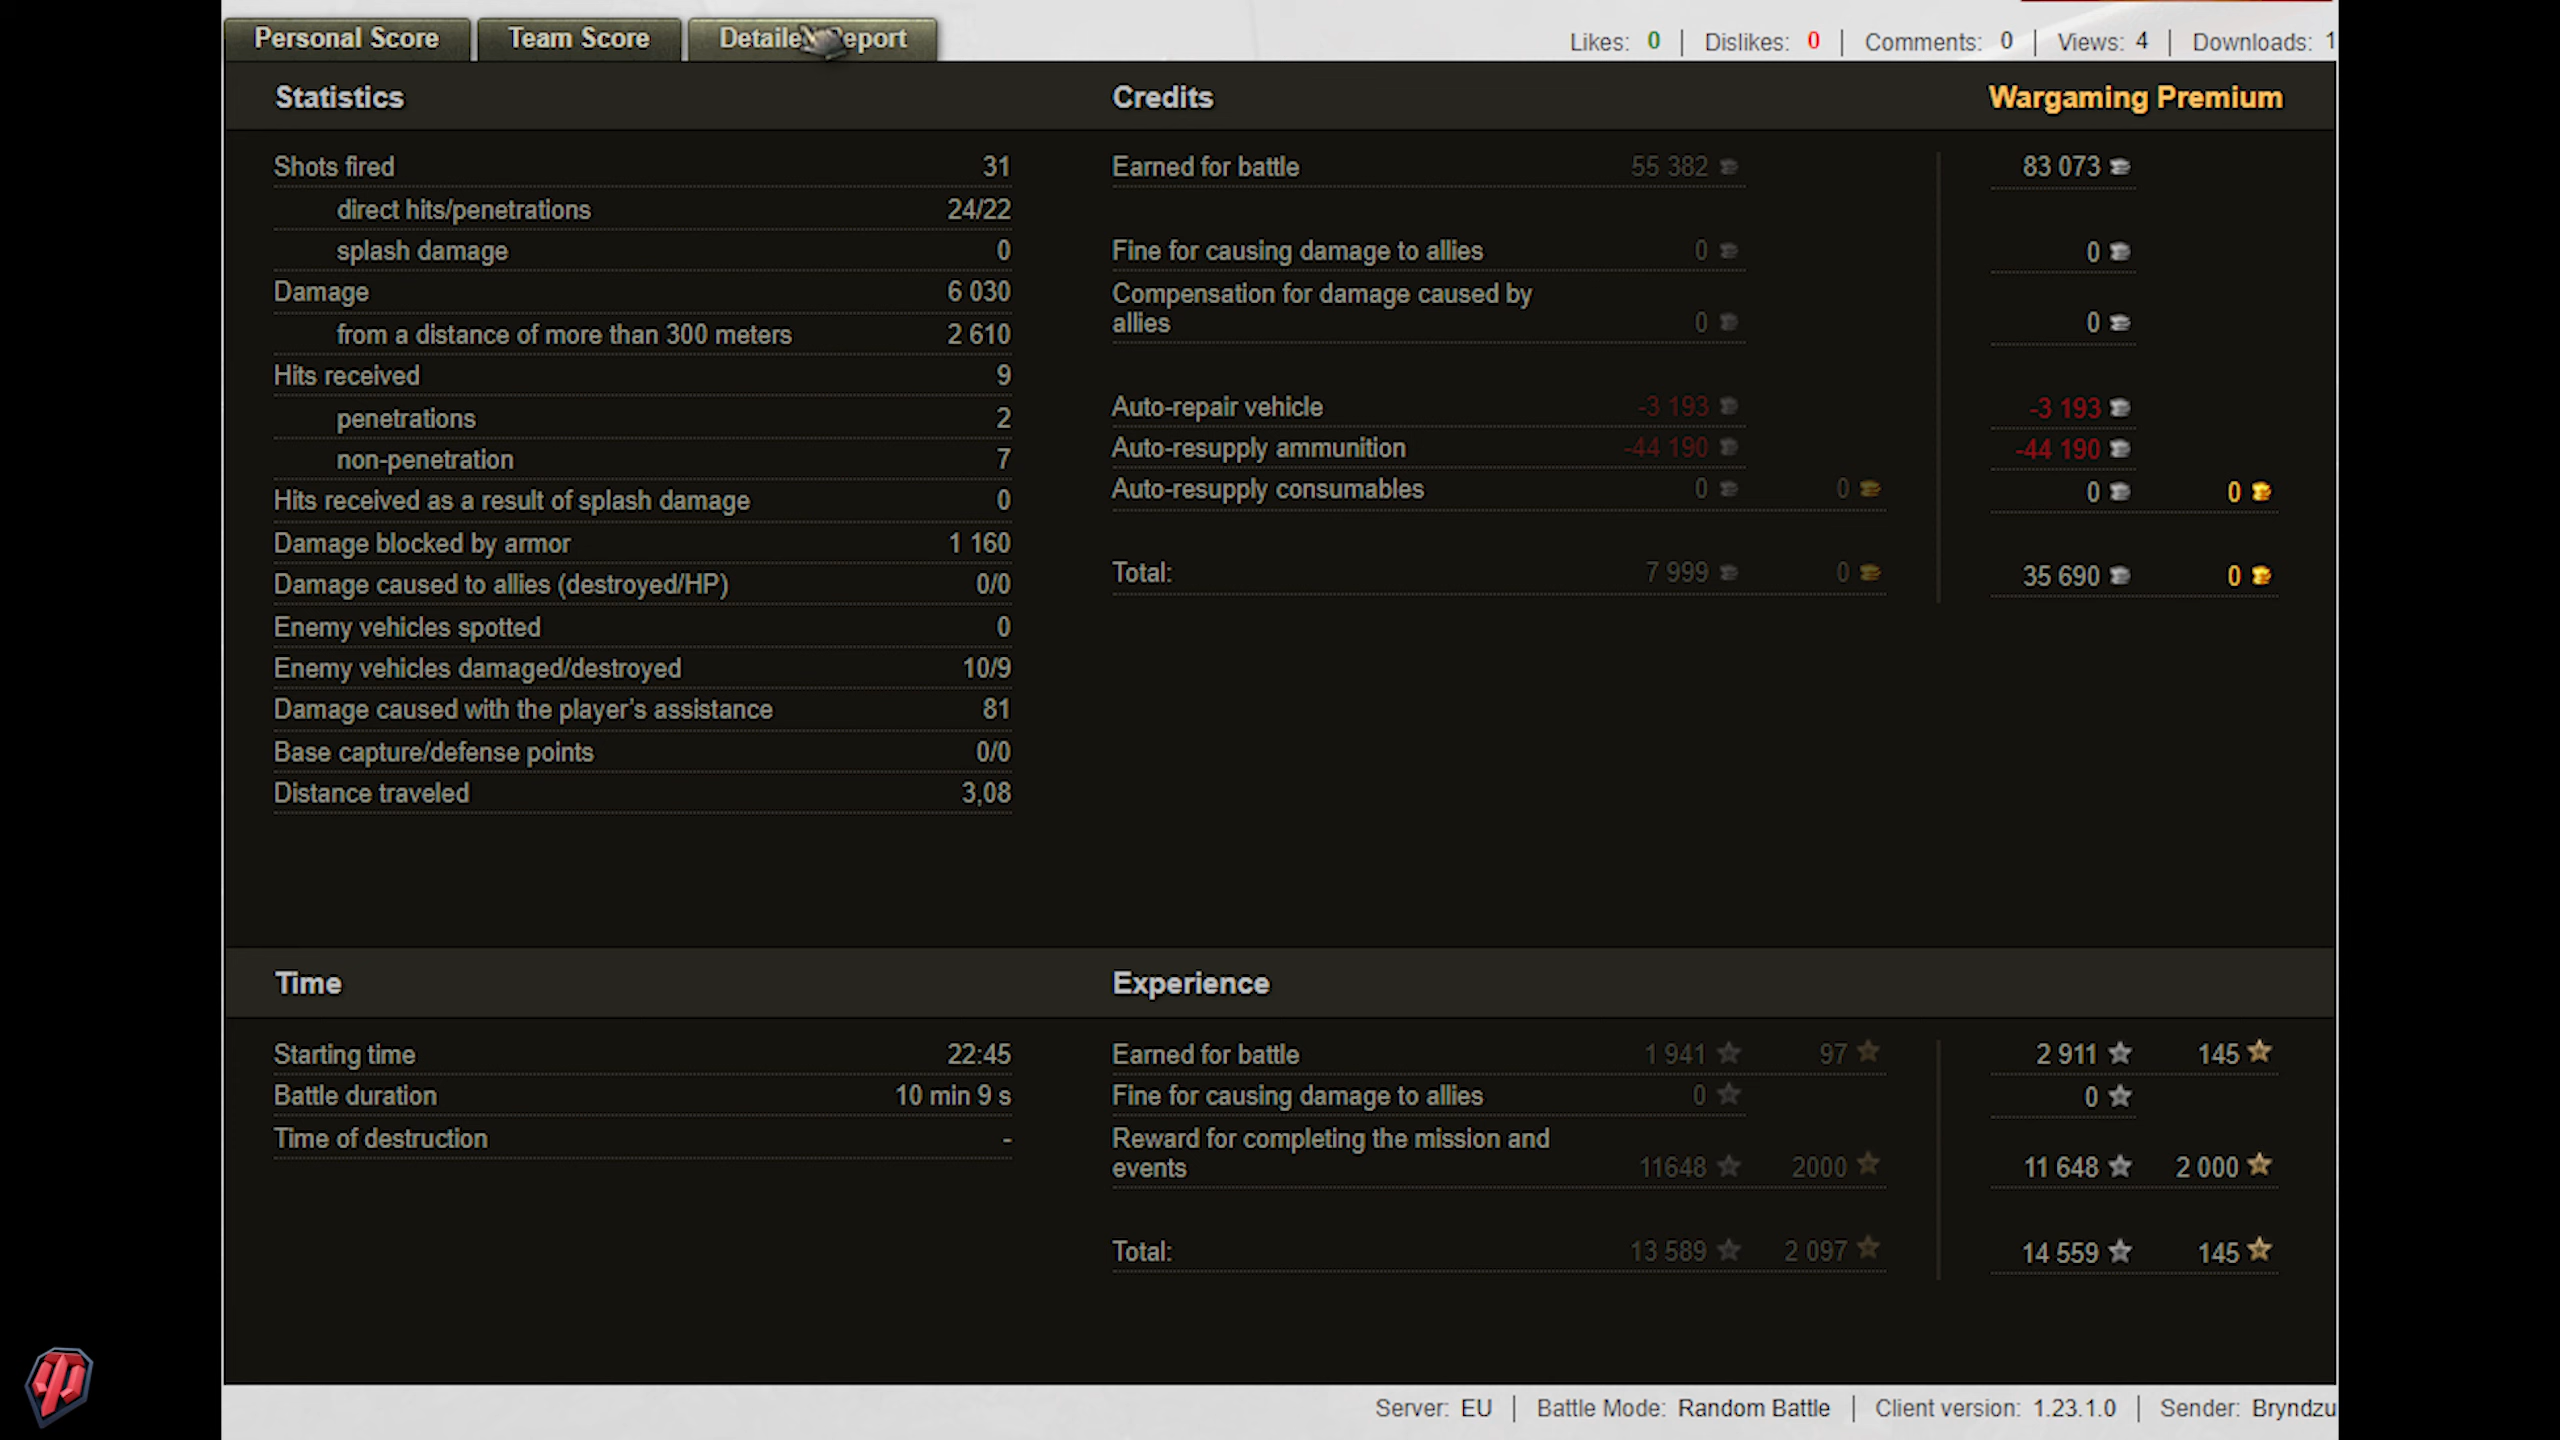 Personal Score Team Score Detailed Report
Likes: 0 | Dislikes: 0 | Comments: 0 | Views: 4 | Downloads: 1
Statistics
Shots fired 31
direct hits/penetrations 24/22
splash damage 0
Damage 6 030
from a distance of more than 300 meters 2 610
Hits received 9
penetrations 2
non-penetration 7
Hits received as a result of splash damage 0
Damage blocked by armor 1 160
Damage caused to allies (destroyed/HP) 0/0
Enemy vehicles spotted 0
Enemy vehicles damaged/destroyed 10/9
Damage caused with the player's assistance 81
Base capture/defense points 0/0
Distance traveled 3,08
Credits Wargaming Premium
Earned for battle 55 382 83 073
Fine for causing damage to allies 0 0
Compensation for damage caused by
allies 0 0
Auto-repair vehicle -3 193 -3 193
Auto-resupply ammunition -44 190 -44 190
Auto-resupply consumables 0 0 0 0
Total: 7 999 0 35 690 0
Time
Starting time 22:45
Battle duration 10 min 9 s
Time of destruction -
Experience
Earned for battle 1 941 97 2 911 145
Fine for causing damage to allies 0 0
Reward for completing the mission and
events 11648 2000 11 648 2 000
Total: 13 589 2 097 14 559 145
Server: EU | Battle Mode: Random Battle | Client version: 1.23.1.0 | Sender: Bryndzu